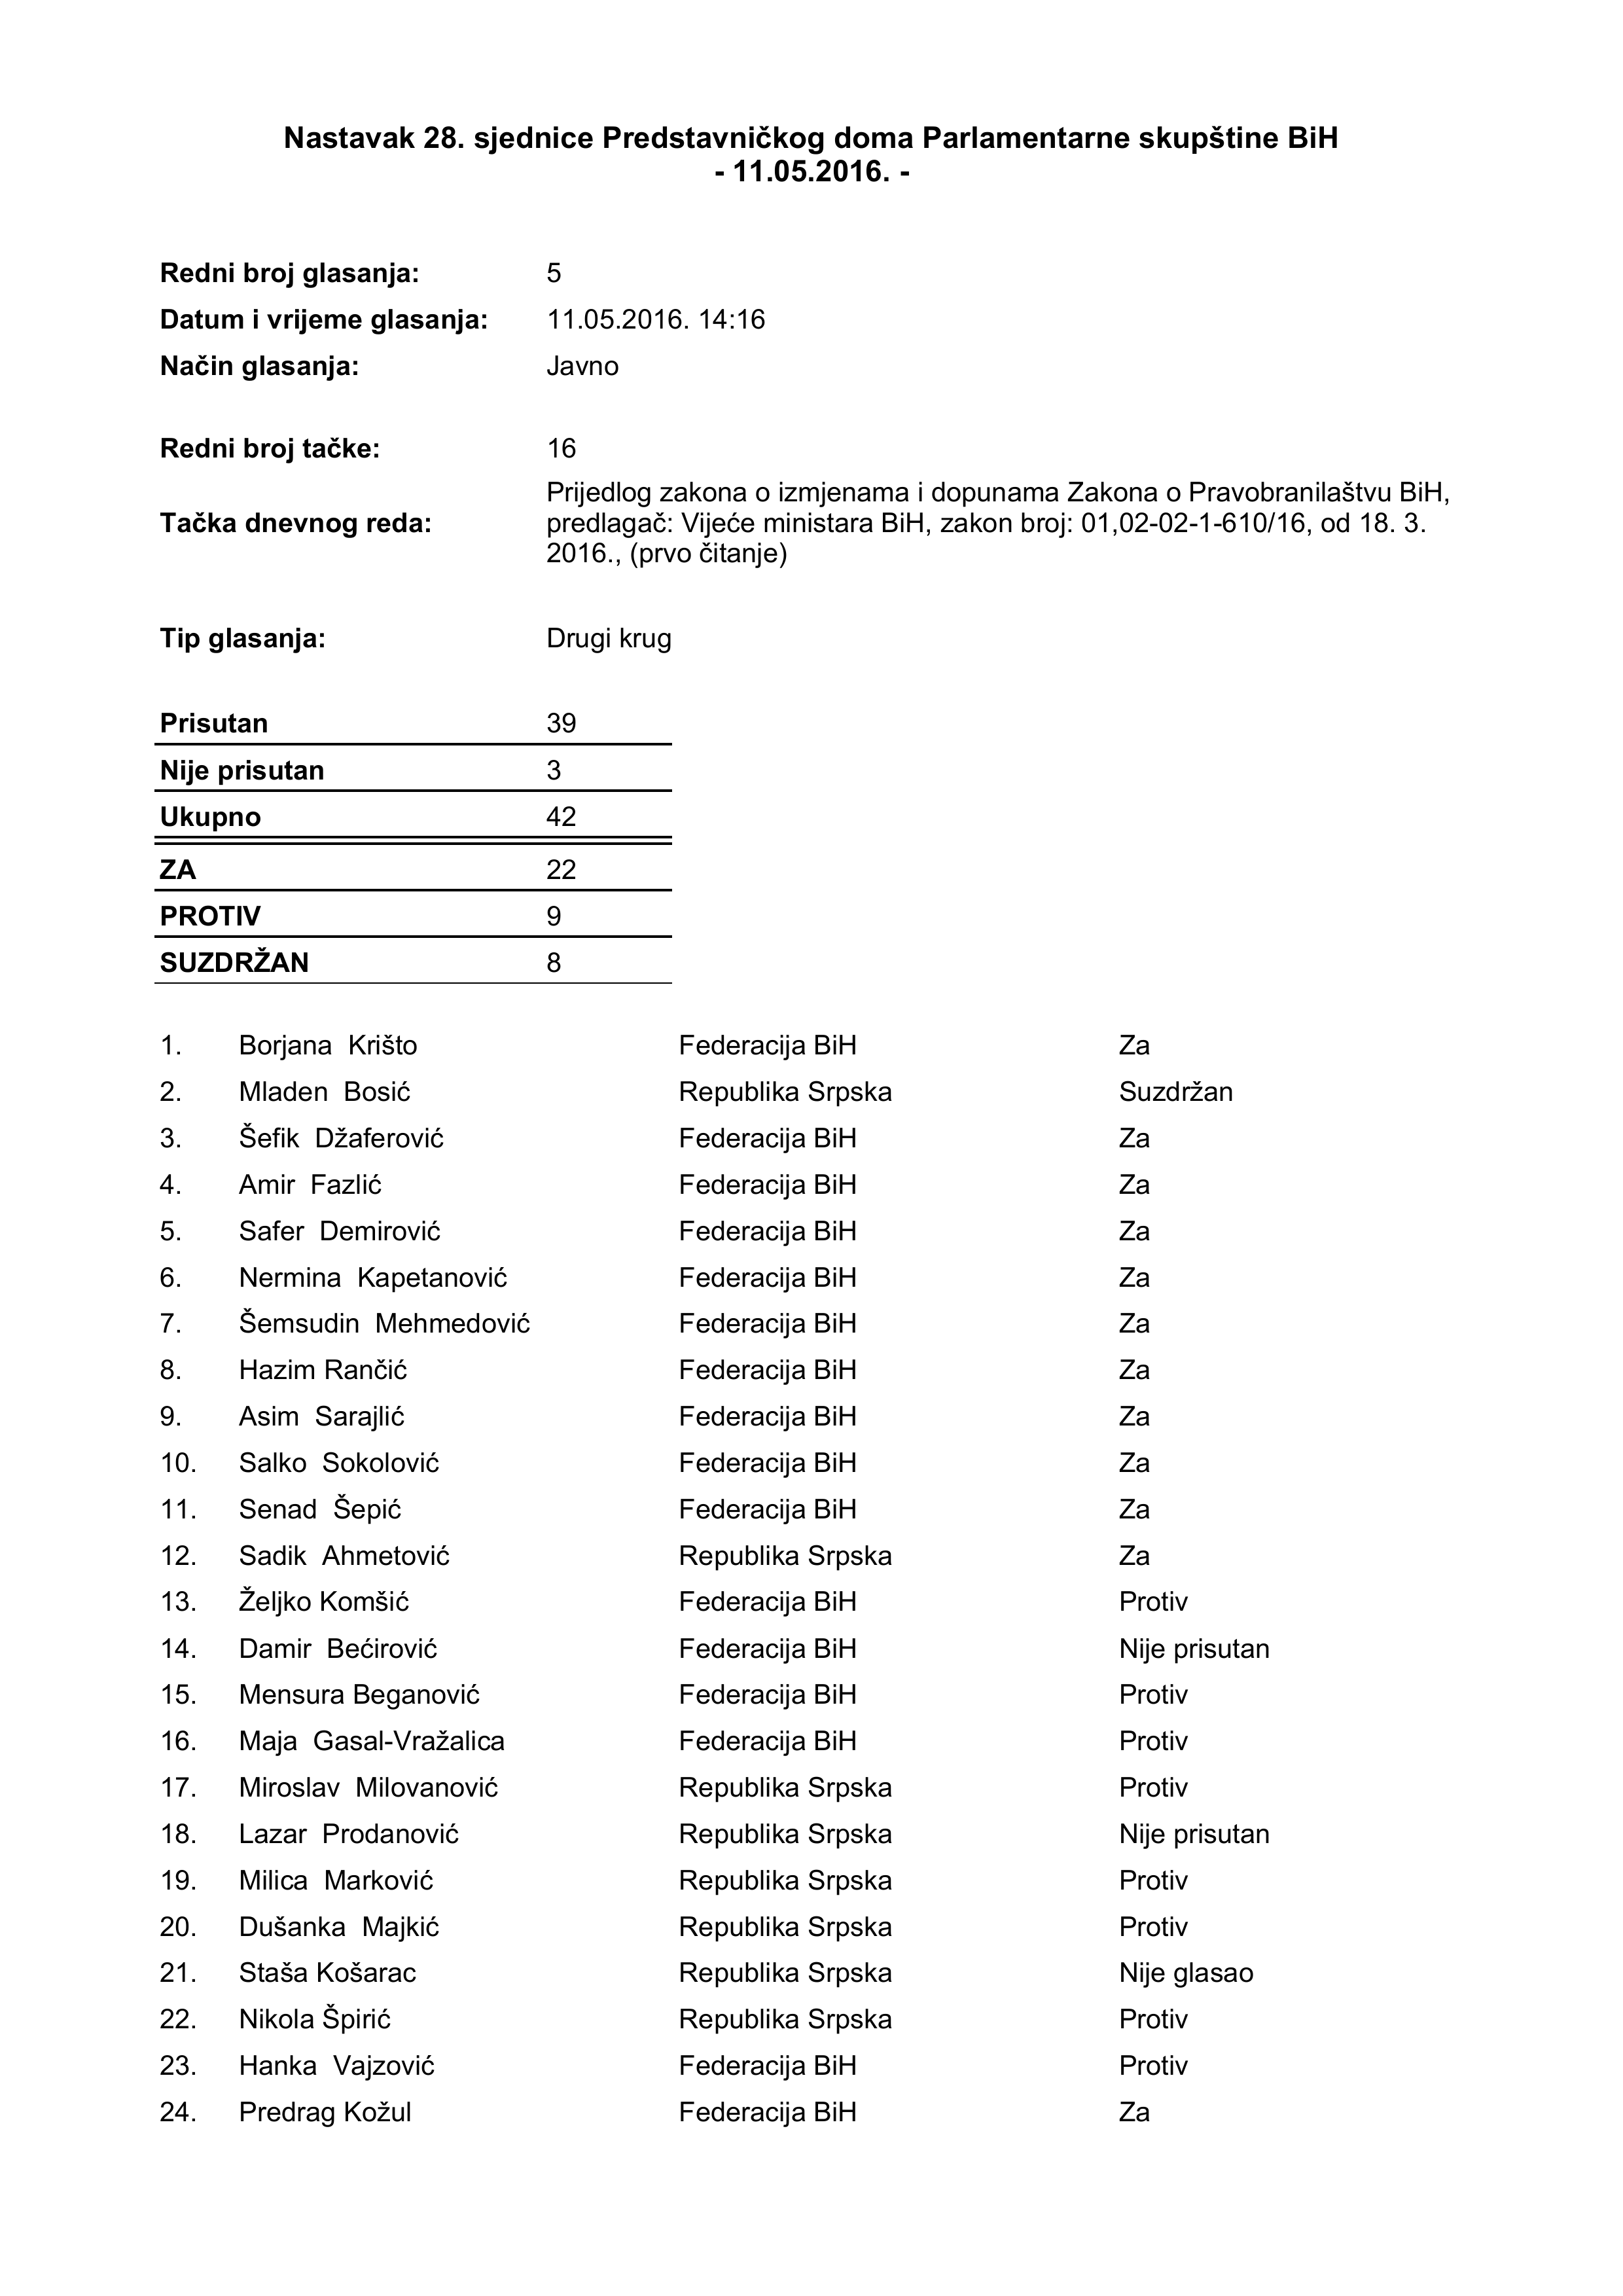 Nastavak 28. sjednice Predstavničkog doma Parlamentarne skupštine BiH
- 11.05.2016. -
Redni broj glasanja: 5
Datum i vrijeme glasanja: 11.05.2016. 14:16
Način glasanja: Javno
Redni broj tačke: 16
Tačka dnevnog reda: Prijedlog zakona o izmjenama i dopunama Zakona o Pravobranilaštvu BiH,
predlagač: Vijeće ministara BiH, zakon broj: 01,02-02-1-610/16, od 18. 3.
2016., (prvo čitanje)
Tip glasanja: Drugi krug
Prisutan 39
Nije prisutan 3
Ukupno 42
ZA 22
PROTIV 9
SUZDRŽAN 8
1. Borjana Krišto Federacija BiH Za
2. Mladen Bosić Republika Srpska Suzdržan
3. Šefik Džaferović Federacija BiH Za
4. Amir Fazlić Federacija BiH Za
5. Safer Demirović Federacija BiH Za
6. Nermina Kapetanović Federacija BiH Za
7. Šemsudin Mehmedović Federacija BiH Za
8. Hazim Rančić Federacija BiH Za
9. Asim Sarajlić Federacija BiH Za
10. Salko Sokolović Federacija BiH Za
11. Senad Šepić Federacija BiH Za
12. Sadik Ahmetović Republika Srpska Za
13. Željko Komšić Federacija BiH Protiv
14. Damir Bećirović Federacija BiH Nije prisutan
15. Mensura Beganović Federacija BiH Protiv
16. Maja Gasal-Vražalica Federacija BiH Protiv
17. Miroslav Milovanović Republika Srpska Protiv
18. Lazar Prodanović Republika Srpska Nije prisutan
19. Milica Marković Republika Srpska Protiv
20. Dušanka Majkić Republika Srpska Protiv
21. Staša Košarac Republika Srpska Nije glasao
22. Nikola Špirić Republika Srpska Protiv
23. Hanka Vajzović Federacija BiH Protiv
24. Predrag Kožul Federacija BiH Za